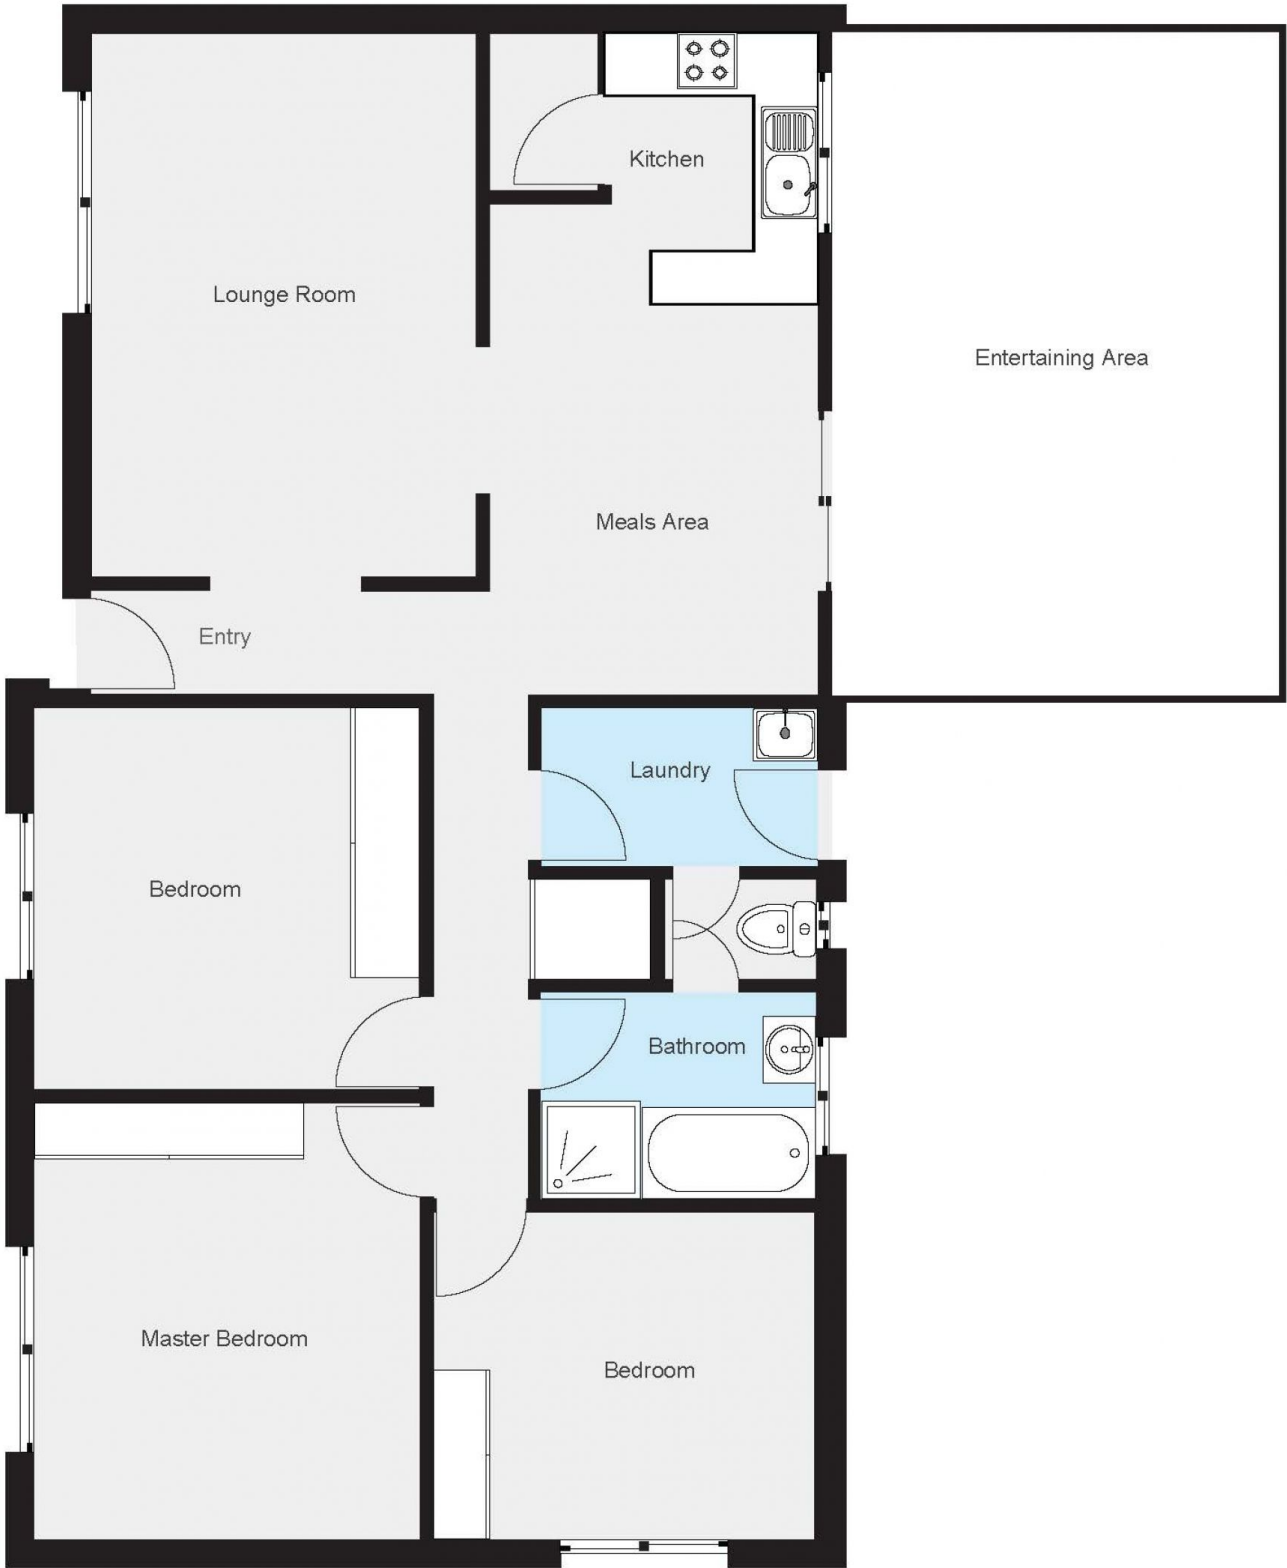 Kitchen
Lounge Room
Entertaining Area
Meals Area
Entry
Laundry
Bedroom
Bathroom
Master Bedroom
Bedroom